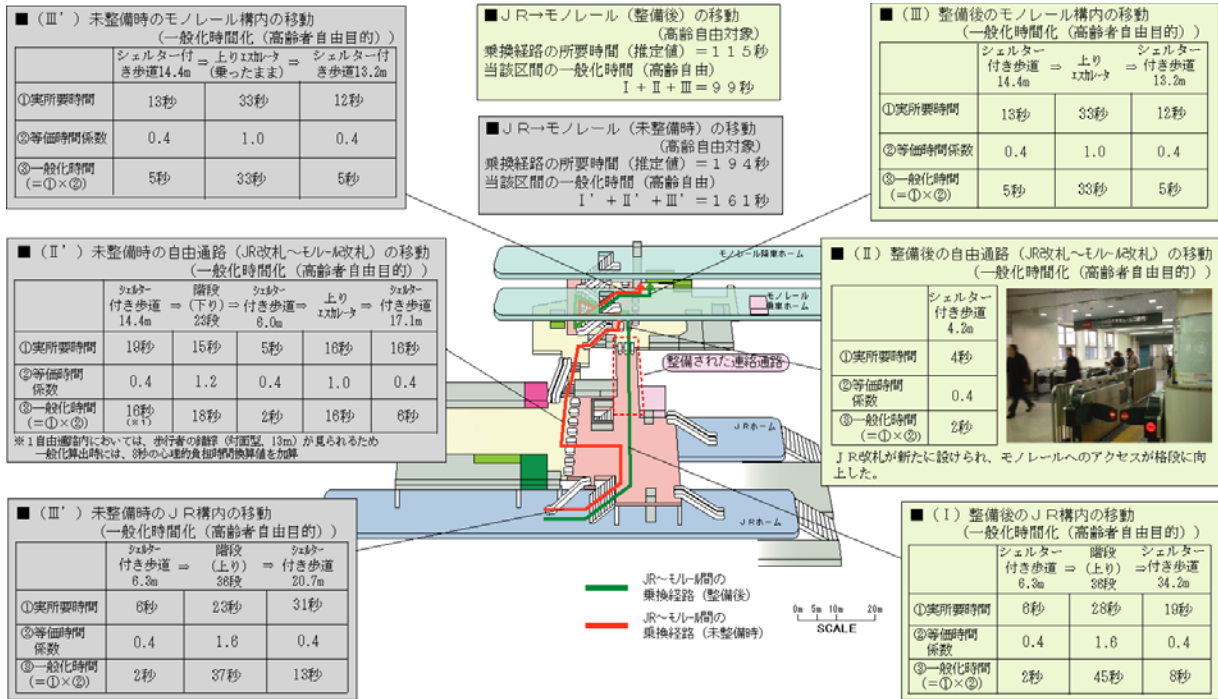 ■（Ⅲ’）未整備時のモノレール構内の移動
（一般化時間化（高齢者自由目的））
シェルター付き歩道14.4m ⇒ 上りエスカレータ（乗ったまま） ⇒ シェルター付き歩道13.2m
①実所要時間 13秒 33秒 12秒
②等価時間係数 0.4 1.0 0.4
③一般化時間（＝①×②） 5秒 33秒 5秒
■ＪＲ→モノレール（整備後）の移動
（高齢自由対象）
乗換経路の所要時間（推定値）＝１１５秒
当該区間の一般化時間（高齢自由）
Ⅰ＋Ⅱ＋Ⅲ＝９９秒
■ＪＲ→モノレール（未整備時）の移動
（高齢自由対象）
乗換経路の所要時間（推定値）＝１９４秒
当該区間の一般化時間（高齢自由）
Ⅰ’＋Ⅱ’＋Ⅲ’＝１６１秒
■（Ⅲ）整備後のモノレール構内の移動
（一般化時間化（高齢者自由目的））
シェルター付き歩道14.4m ⇒ 上りエスカレータ ⇒ シェルター付き歩道13.2m
①実所要時間 13秒 33秒 12秒
②等価時間係数 0.4 1.0 0.4
③一般化時間（＝①×②） 5秒 33秒 5秒
■（Ⅱ’）未整備時の自由通路（JR改札～モノレール改札）の移動
（一般化時間化（高齢者自由目的））
シェルター付き歩道14.4m ⇒ 階段（下り）23段 ⇒ シェルター付き歩道6.0m ⇒ 上りエスカレータ ⇒ シェルター付き歩道17.1m
①実所要時間 19秒 15秒 5秒 16秒 16秒
②等価時間係数 0.4 1.2 0.4 1.0 0.4
③一般化時間（＝①×②） 16秒（※１） 18秒 2秒 16秒 6秒
※１自由通路内においては、歩行者の錯綜（対面型、13m）が見られるため
一般化算出時には、8秒の心理的負担時間換算値を加算
モノレール降車ホーム
モノレール乗車ホーム
整備された連絡通路
ＪＲホーム
ＪＲホーム
■（Ⅱ）整備後の自由通路（JR改札～モノレール改札）の移動
（一般化時間化（高齢者自由目的））
シェルター付き歩道4.2m
①実所要時間 4秒
②等価時間係数 0.4
③一般化時間（＝①×②） 2秒
ＪＲ改札が新たに設けられ、モノレールへのアクセスが格段に向
上した。
■（Ⅲ’）未整備時のＪＲ構内の移動
（一般化時間化（高齢者自由目的））
シェルター付き歩道6.3m ⇒ 階段（上り）36段 ⇒ シェルター付き歩道20.7m
①実所要時間 6秒 23秒 31秒
②等価時間係数 0.4 1.6 0.4
③一般化時間（＝①×②） 2秒 37秒 13秒
JR～モノレール間の
乗換経路（整備後）
JR～モノレール間の
乗換経路（未整備時）
0m 5m 10m 20m
SCALE
■（Ⅰ）整備後のＪＲ構内の移動
（一般化時間化（高齢者自由目的））
シェルター付き歩道6.3m ⇒ 階段（上り）36段 ⇒ シェルター付き歩道34.2m
①実所要時間 6秒 28秒 19秒
②等価時間係数 0.4 1.6 0.4
③一般化時間（＝①×②） 2秒 45秒 8秒